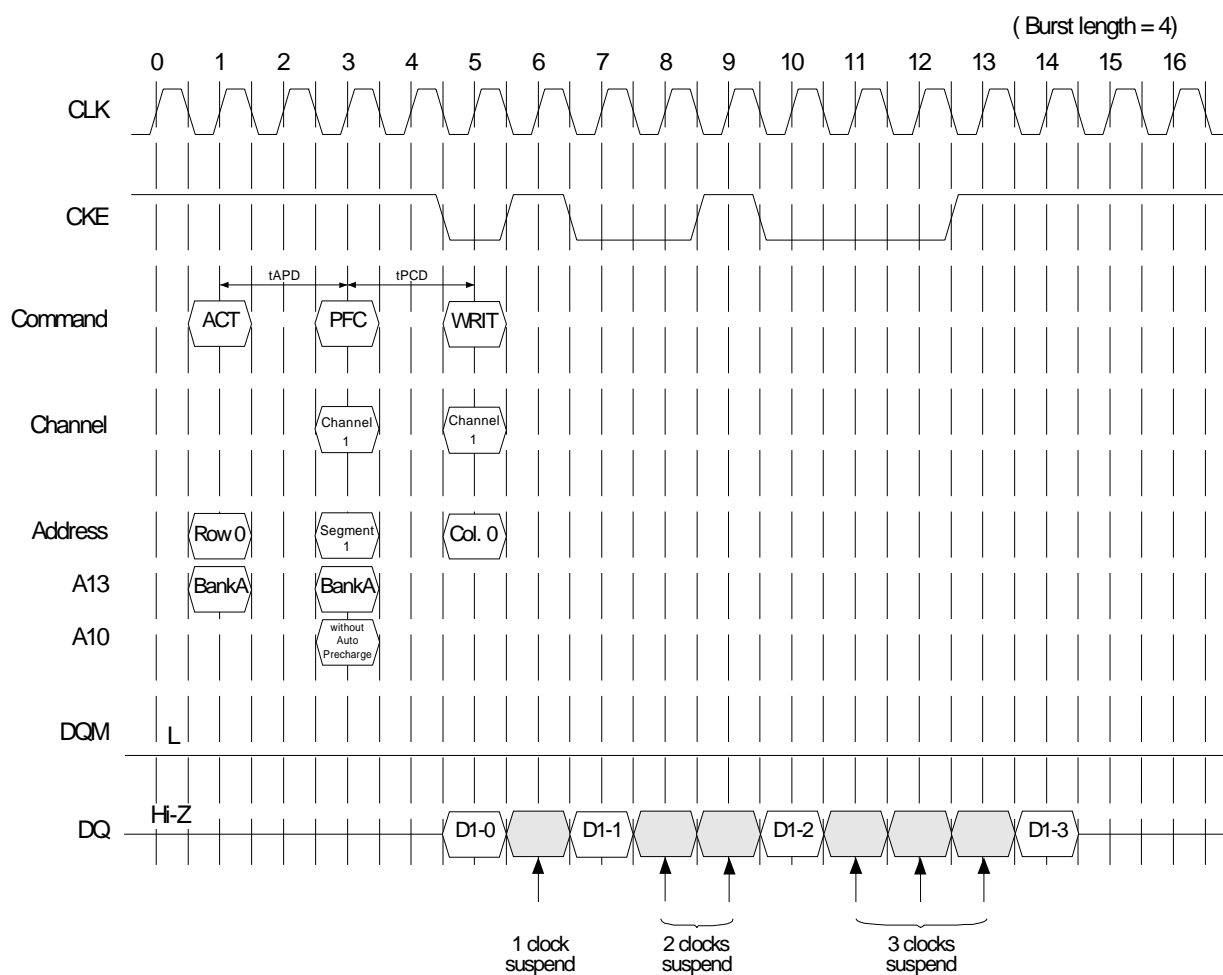 ( Burst length = 4)
0 1 2 3 4 5 6 7 8 9 10 11 12 13 14 15 16
CLK
CKE
tAPD tPCD
Command ACT PFC WRIT
Channel Channel 1 Channel 1
Address Row 0 Segment 1 Col. 0
A13 BankA BankA
A10 without Auto Precharge
DQM L
Hi-Z
DQ D1-0 D1-1 D1-2 D1-3
1 clock suspend
2 clocks suspend
3 clocks suspend